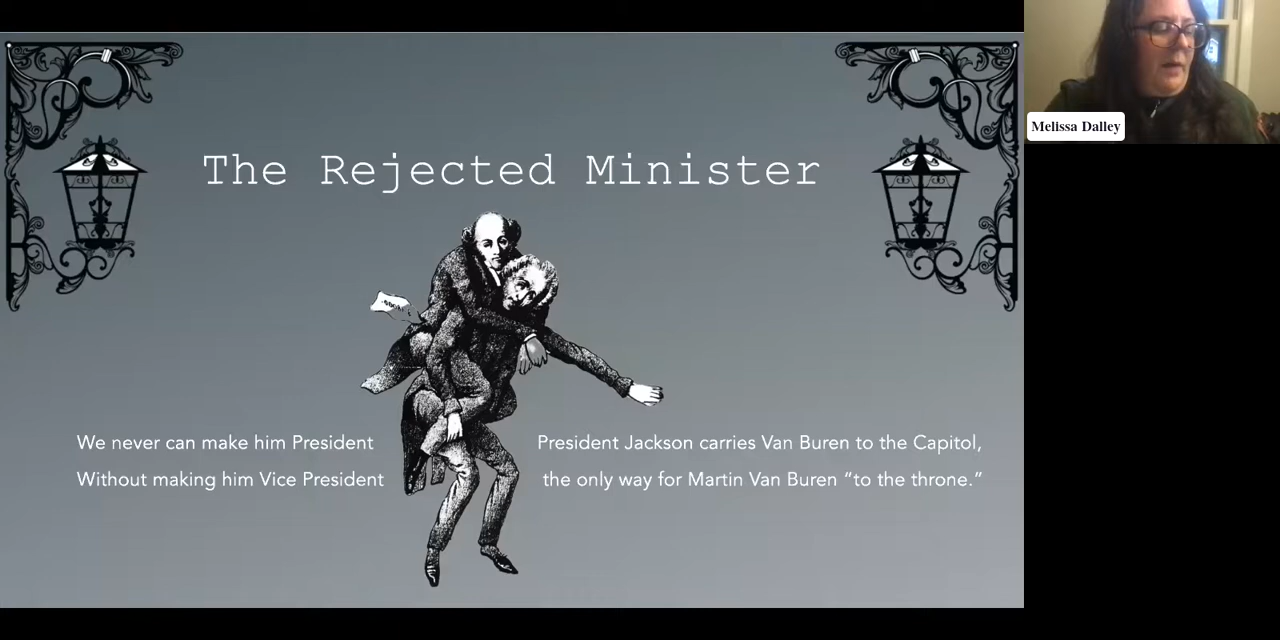 The Rejected Minister
We never can make him President
Without making him Vice President
President Jackson carries Van Buren to the Capitol,
the only way for Martin Van Buren “to the throne.”
Melissa Dalley